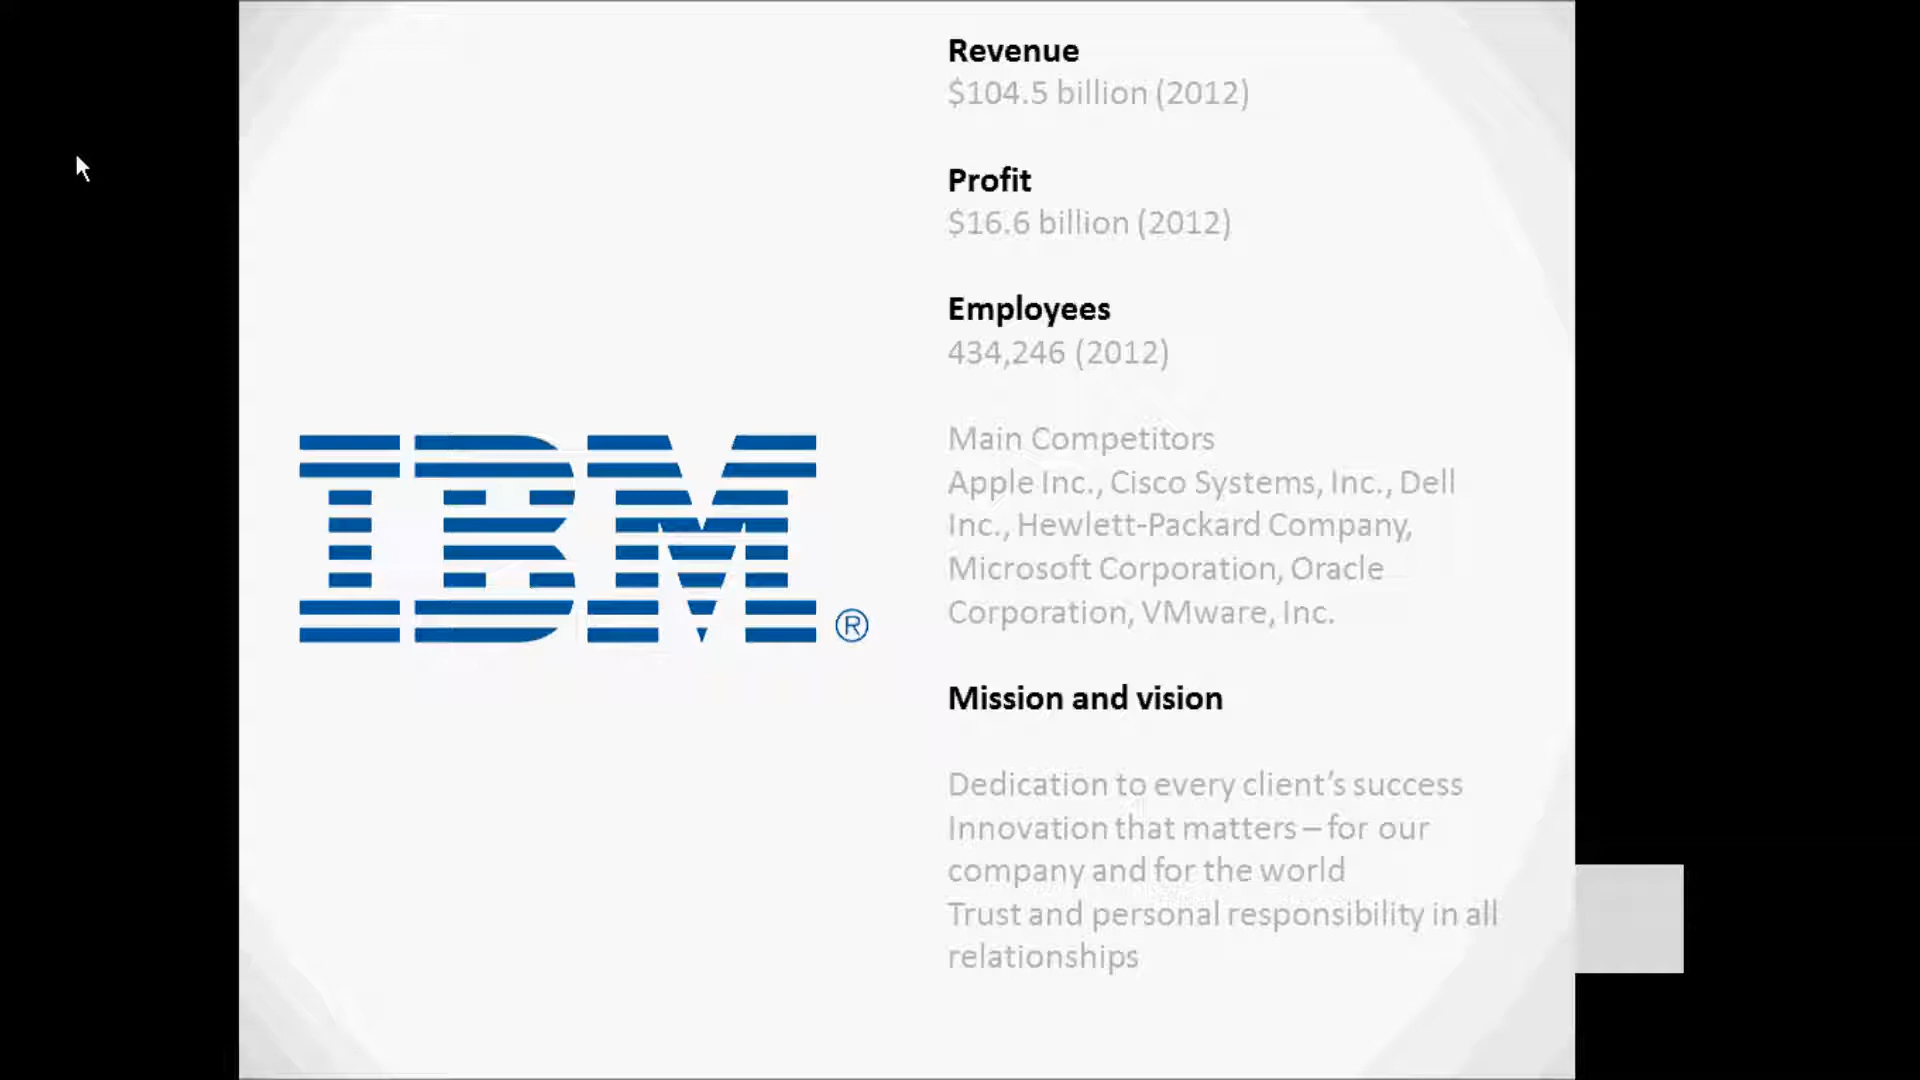 IBM®
Revenue
$104.5 billion (2012)
Profit
$16.6 billion (2012)
Employees
434,246 (2012)
Main Competitors
Apple Inc., Cisco Systems, Inc., Dell
Inc., Hewlett-Packard Company,
Microsoft Corporation, Oracle
Corporation, VMware, Inc.
Mission and vision
Dedication to every client’s success
Innovation that matters – for our
company and for the world
Trust and personal responsibility in all
relationships